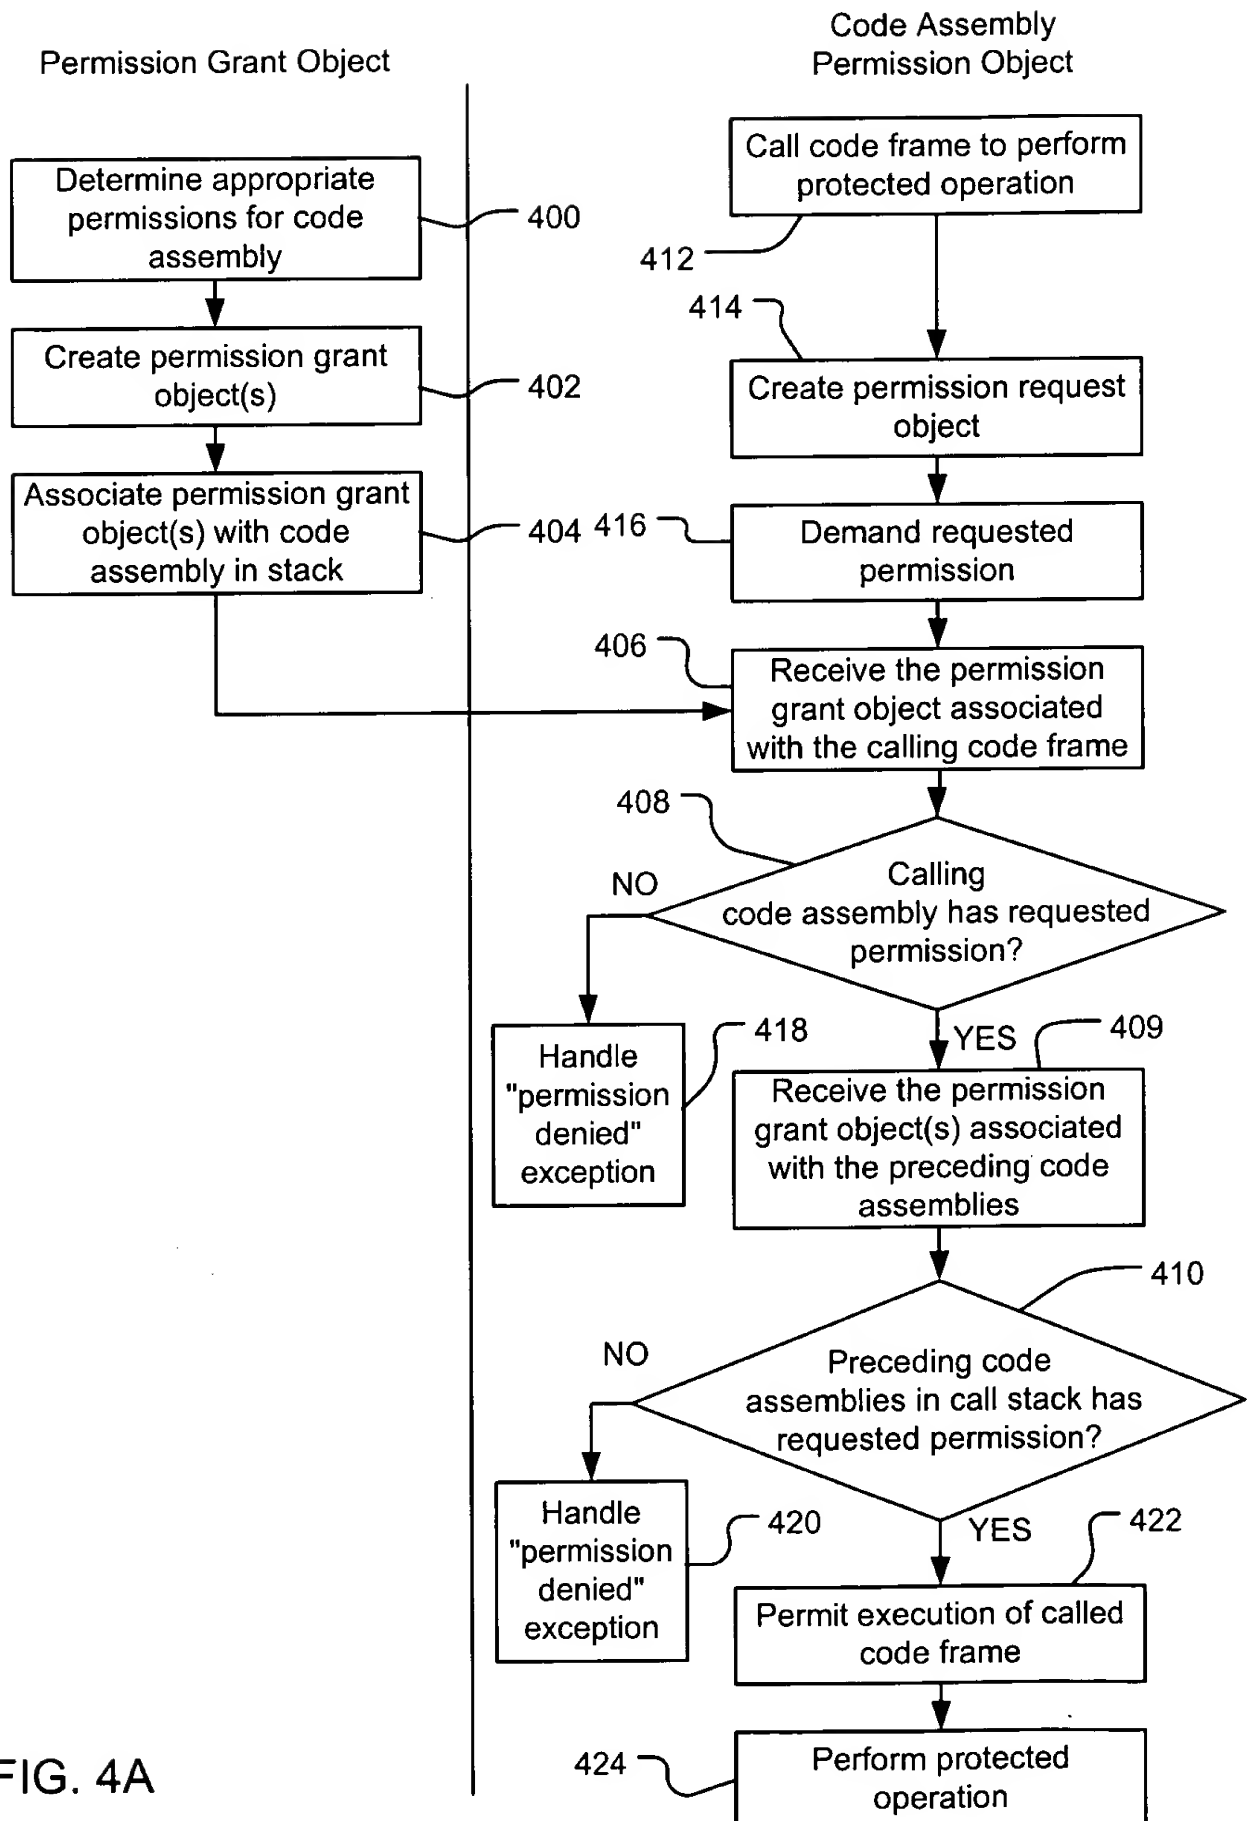 Permission Grant Object
Code Assembly
Permission Object
Determine appropriate
permissions for code
assembly
400
Create permission grant
object(s)
402
Associate permission grant
object(s) with code
assembly in stack
404
Call code frame to perform
protected operation
412
414
Create permission request
object
416
Demand requested
permission
406
Receive the permission
grant object associated
with the calling code frame
408
Calling
code assembly has requested
permission?
NO
YES
418
Handle
"permission
denied"
exception
409
Receive the permission
grant object(s) associated
with the preceding code
assemblies
410
Preceding code
assemblies in call stack has
requested permission?
NO
YES
420
Handle
"permission
denied"
exception
422
Permit execution of called
code frame
424
Perform protected
operation
FIG. 4A